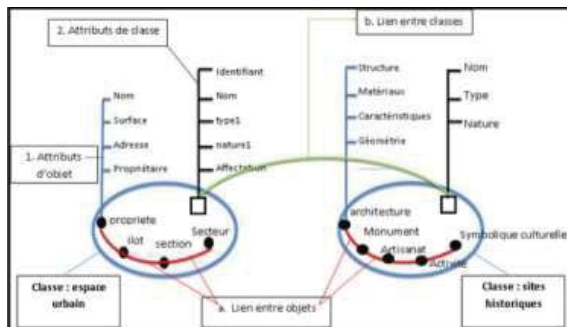 b. Lien entre classes
2. Attributs de classe
Identifiant
Nom
type1
nature1
Affectation
Nom
Surface
Adresse
Propriétaire
1- Attributs
d'objet
Structure
Matériaux
Caractéristiques
Géométrie
Nom
Type
Nature
propriete
ilot
section
Secteur
architecture
Monument
Artisanat
Activité
Symbolique culturelle
Classe : espace
urbain
a. Lien entre objets
Classe : sites
historiques